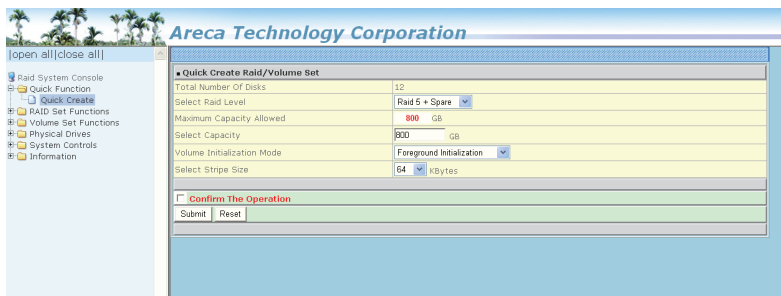 Areca Technology Corporation
|open all|close all|
Raid System Console
Quick Function
Quick Create
RAID Set Functions
Volume Set Functions
Physical Drives
System Controls
Information
Quick Create Raid/Volume Set
Total Number Of Disks 12
Select Raid Level Raid 5 + Spare
Maximum Capacity Allowed 800 GB
Select Capacity 800 GB
Volume Initialization Mode Foreground Initialization
Select Stripe Size 64 KBytes
Confirm The Operation
Submit Reset